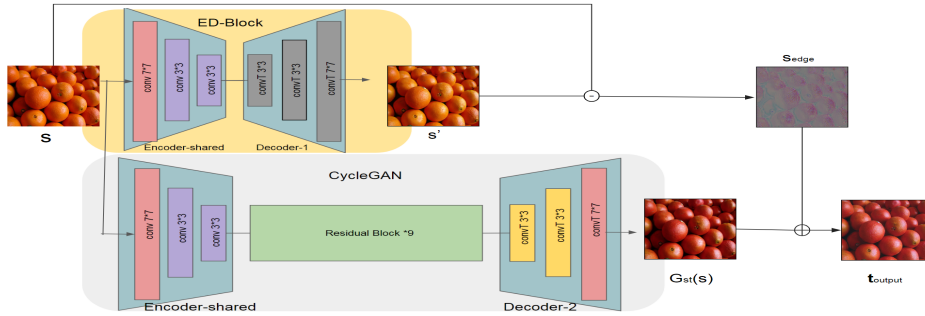 ED-Block
conv 7*7
conv 3*3
conv 3*3
convT 3*3
convT 3*3
convT 7*7
S
Encoder-shared
Decoder-1
s'
-
Sedge
CycleGAN
conv 7*7
conv 3*3
conv 3*3
Residual Block *9
convT 3*3
convT 3*3
convT 7*7
Encoder-shared
Decoder-2
Gst(s)
toutput